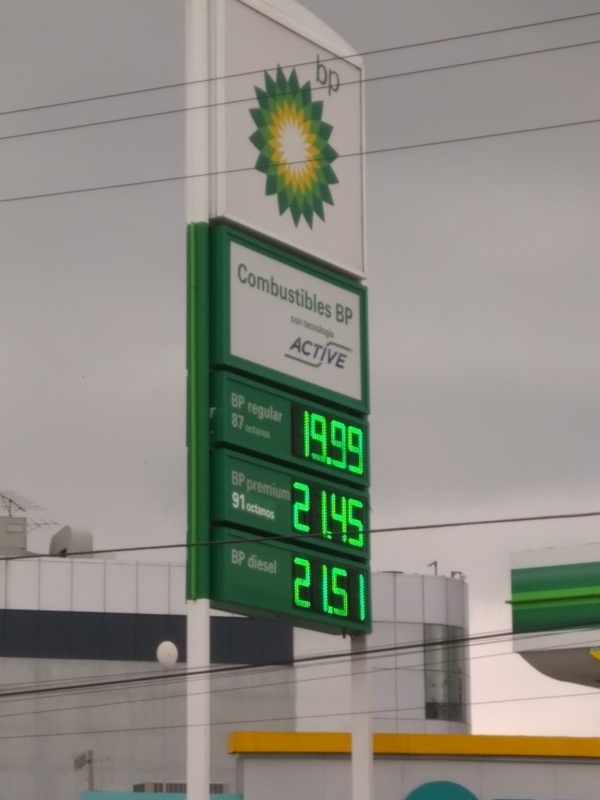 bp
Combustibles BP
con tecnología
ACTIVE
BP regular
87 octanos
19.99
BP premium
91 octanos
21.45
BP diesel
21.51